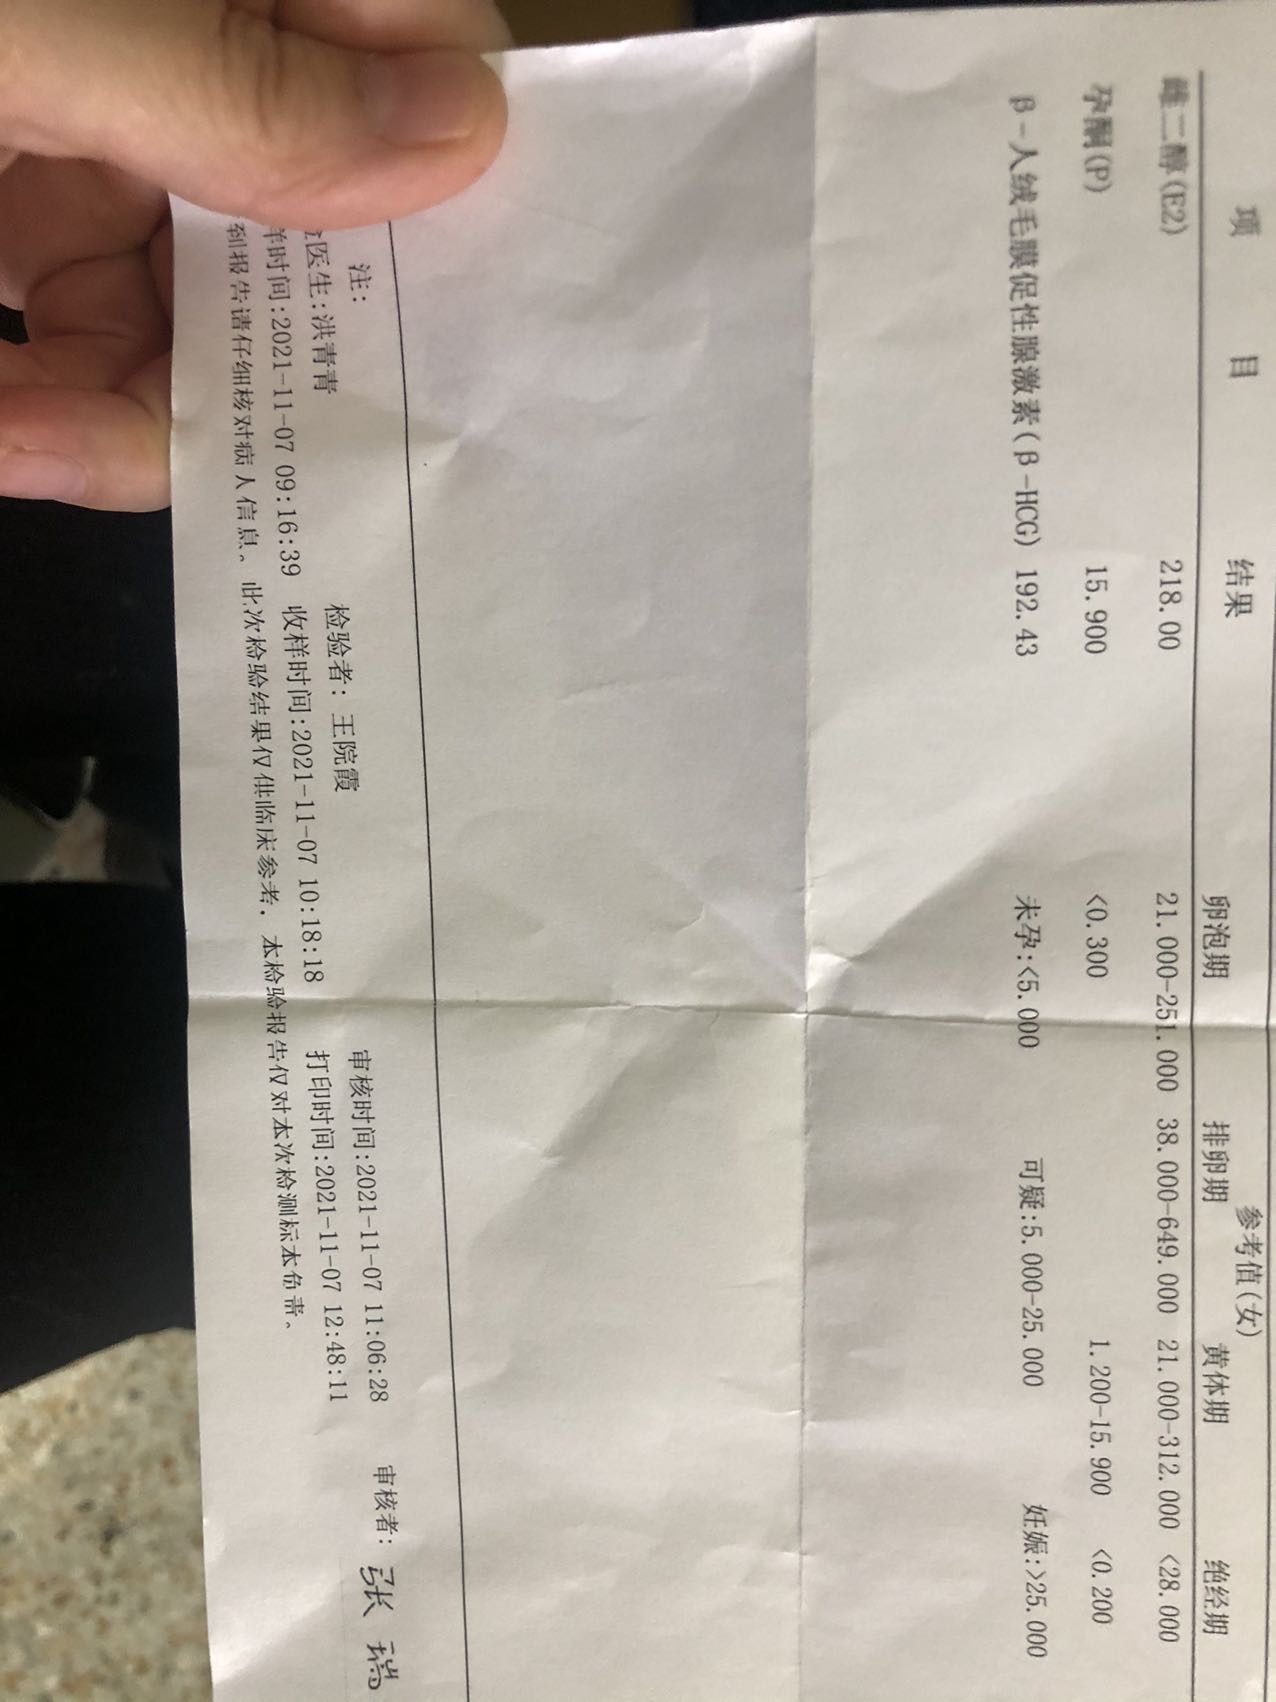 项 目 结果 参考值(女)
卵泡期 排卵期 黄体期 绝经期
雌二醇(E2) 218.00 21.000-251.000 38.000-649.000 21.000-312.000 <28.000
孕酮(P) 15.900 <0.300 1.200-15.900 <0.200
β-人绒毛膜促性腺激素(β-HCG) 192.43 未孕:<5.000 可疑:5.000-25.000 妊娠:>25.000
注:
医生:洪青青 检验者: 王院霞 审核时间:2021-11-07 11:06:28 审核者: 张瑞
样时间:2021-11-07 09:16:39 收样时间:2021-11-07 10:18:18 打印时间:2021-11-07 12:48:11
到报告请仔细核对病人信息。此次检验结果仅供临床参考. 本检验报告仅对本次检测标本负责。